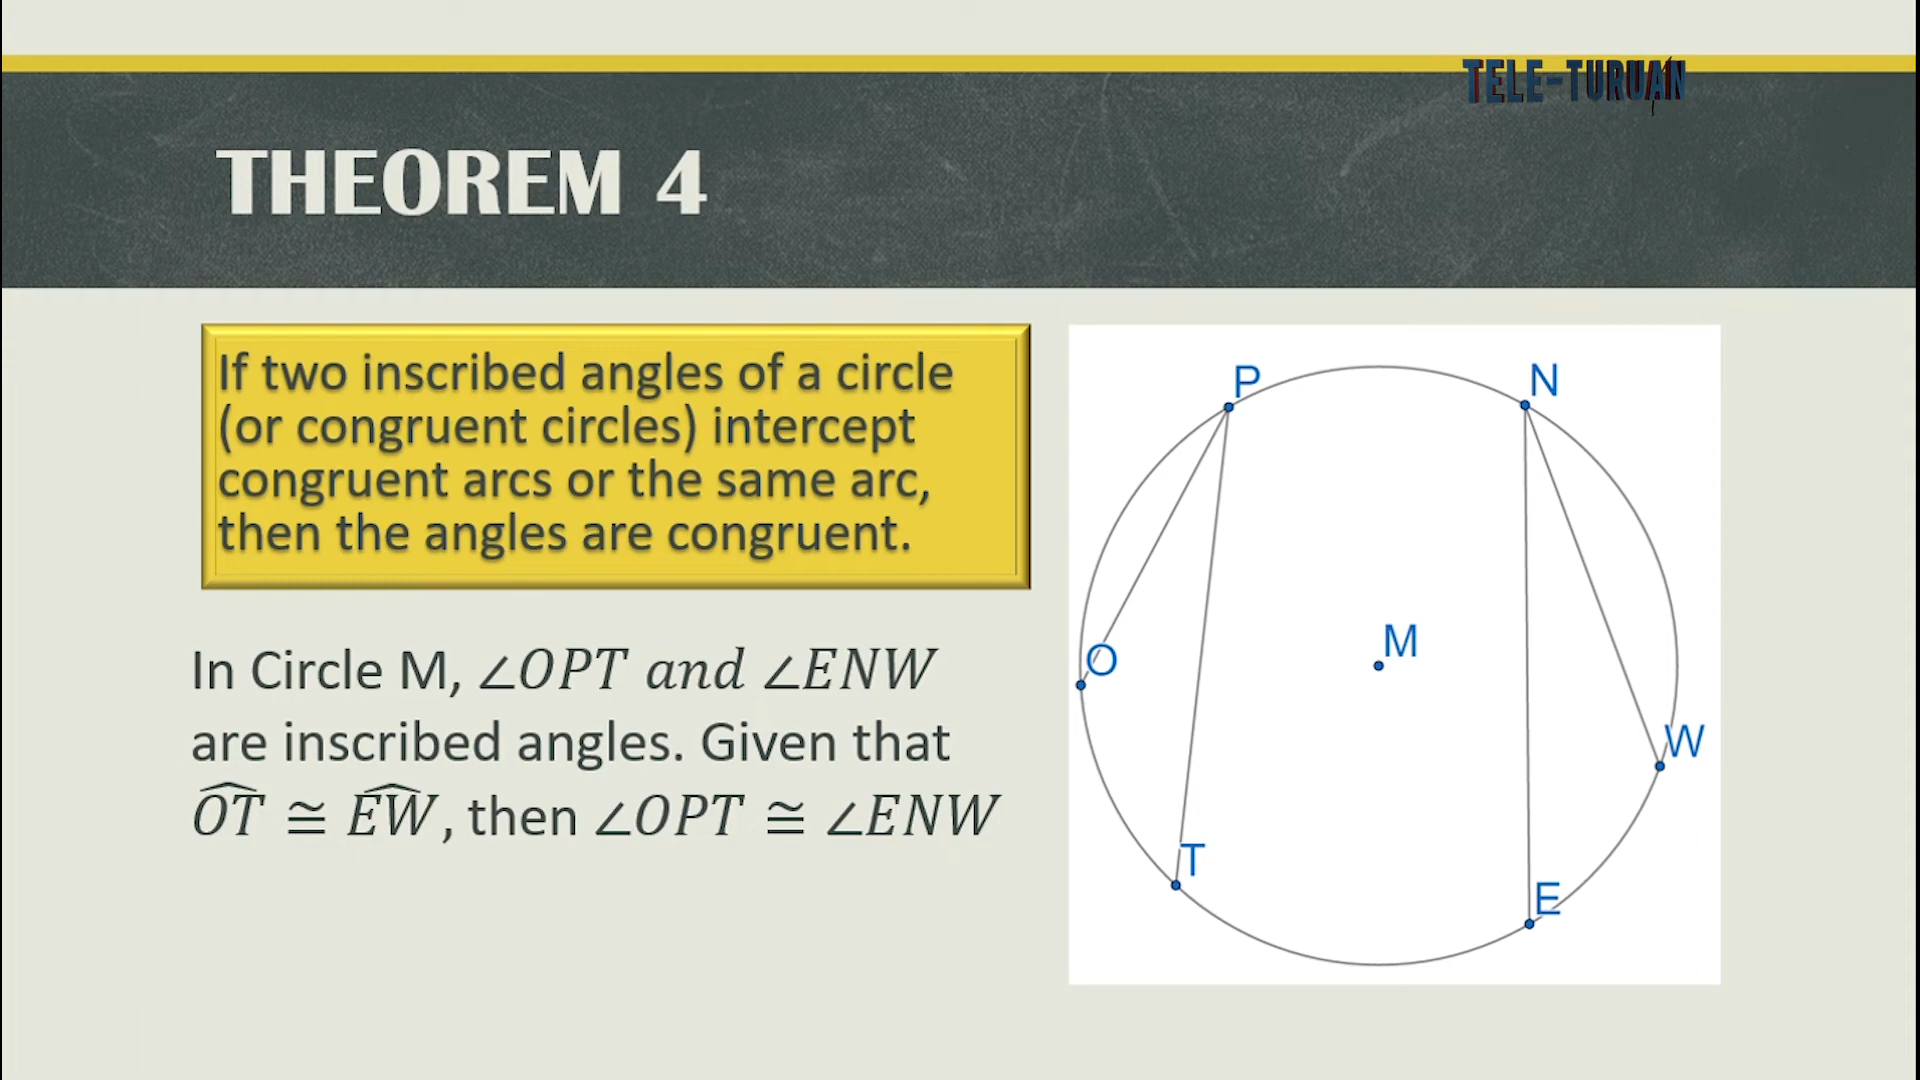 TELE-TURUAN
THEOREM 4
If two inscribed angles of a circle
(or congruent circles) intercept
congruent arcs or the same arc,
then the angles are congruent.
In Circle M, ∠OPT and ∠ENW
are inscribed angles. Given that
O͡T ≅ E͡W, then ∠OPT ≅ ∠ENW
P
N
O
M
W
T
E